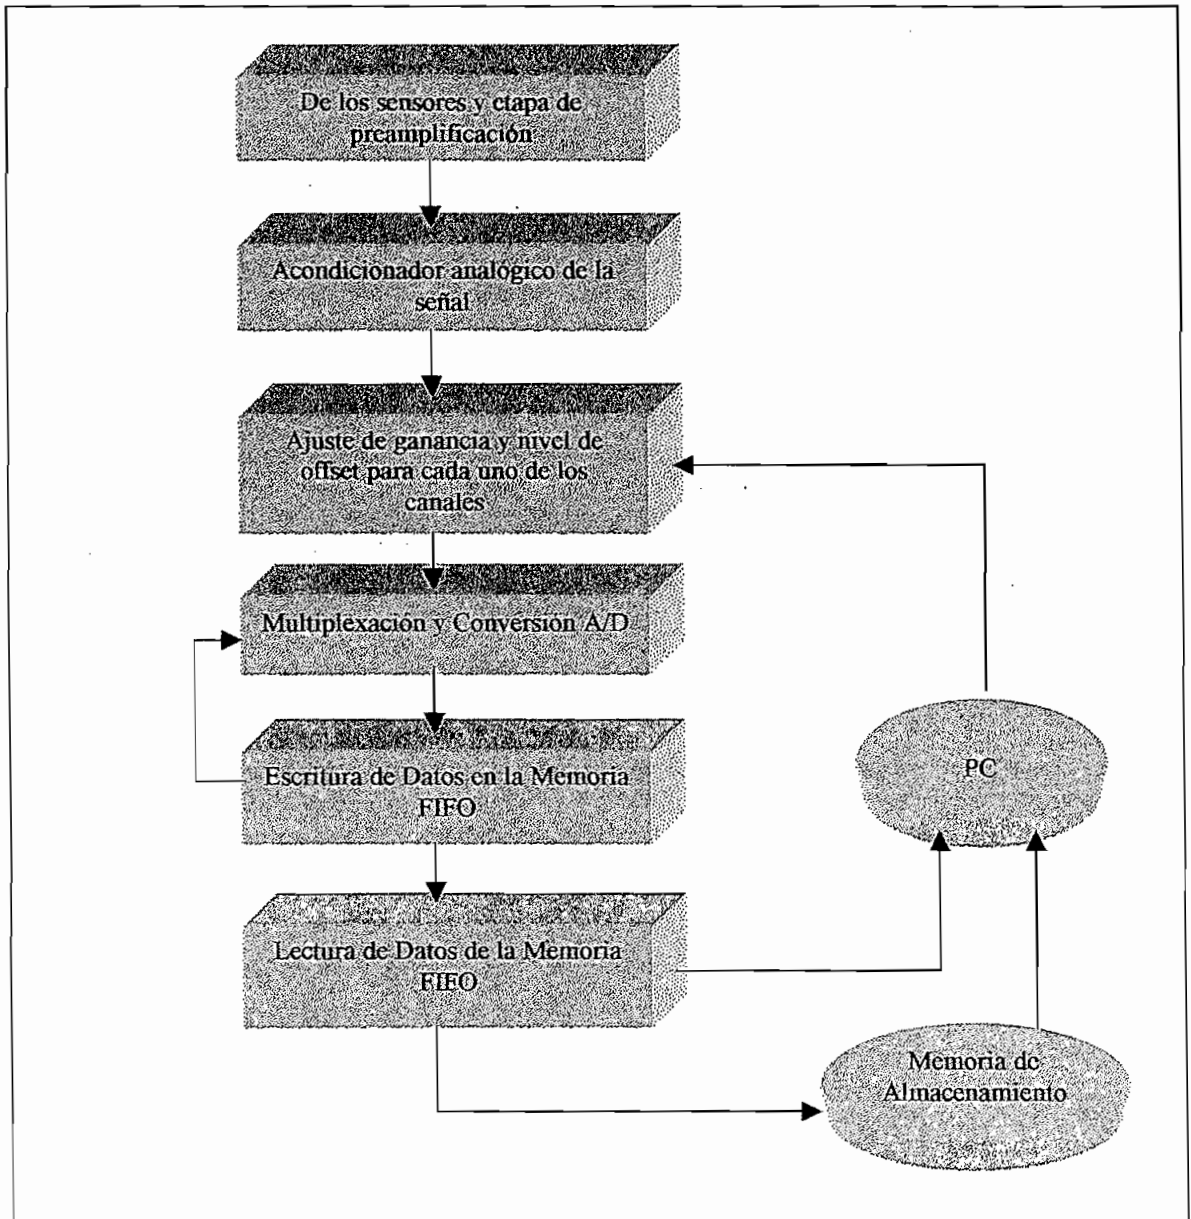 De los sensores y etapa de
preamplificación
Acondicionador analógico de la
señal
Ajuste de ganancia y nivel de
offset para cada uno de los
canales
Multiplexación y Conversión A/D
Escritura de Datos en la Memoria
FIFO
PC
Lectura de Datos de la Memoria
FIFO
Memoria de
Almacenamiento